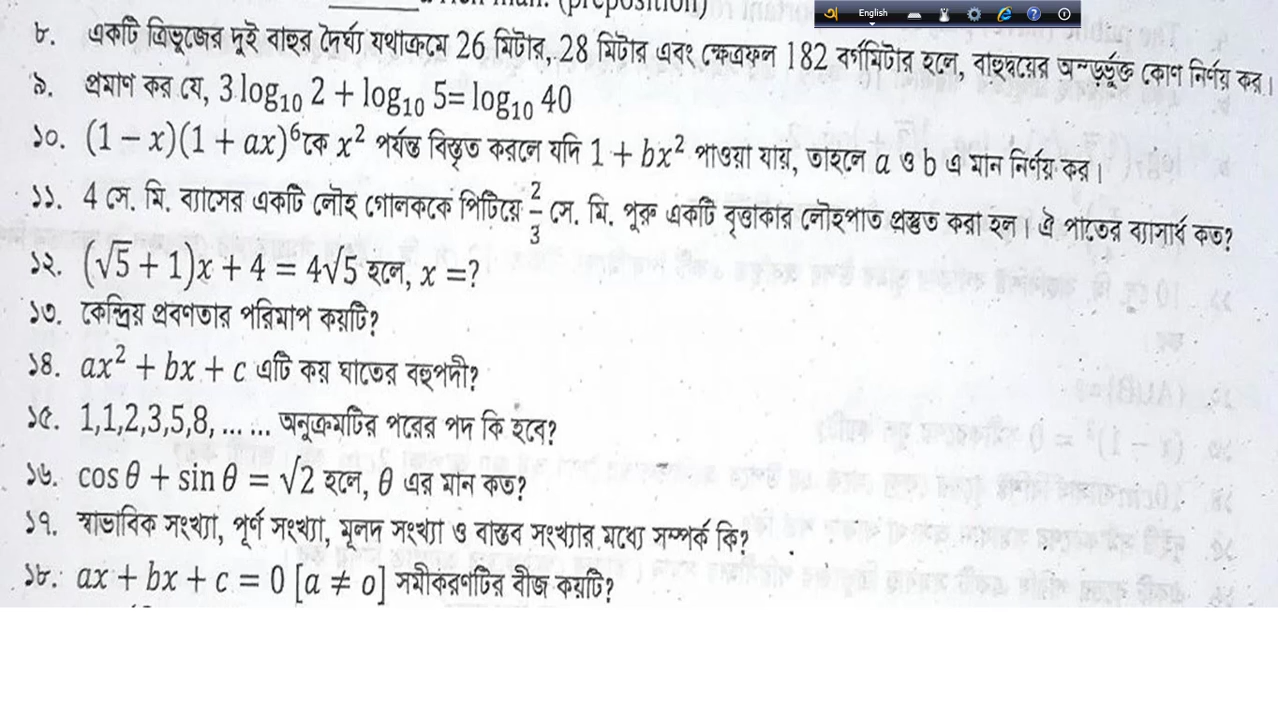 a rich man. (preposition)
English
৮. একটি ত্রিভুজের দুই বাহুর দৈর্ঘ্য যথাক্রমে 26 মিটার, 28 মিটার এবং ক্ষেত্রফল 182 বর্গমিটার হলে, বাহুদ্বয়ের অন্তর্ভুক্ত কোণ নির্ণয় কর।
৯. প্রমাণ কর যে, 3 log₁₀ 2 + log₁₀ 5= log₁₀ 40
১০. (1 − x)(1 + ax)⁶কে x² পর্যন্ত বিস্তৃত করলে যদি 1 + bx² পাওয়া যায়, তাহলে a ও b এ মান নির্ণয় কর।
১১. 4 সে. মি. ব্যাসের একটি লৌহ গোলককে পিটিয়ে 2/3 সে. মি. পুরু একটি বৃত্তাকার লৌহপাত প্রস্তুত করা হল। ঐ পাতের ব্যাসার্ধ কত?
১২. (√5 + 1)x + 4 = 4√5 হলে, x =?
১৩. কেন্দ্রিয় প্রবণতার পরিমাপ কয়টি?
১৪. ax² + bx + c এটি কয় ঘাতের বহুপদী?
১৫. 1,1,2,3,5,8, … … অনুক্রমটির পরের পদ কি হবে?
১৬. cos θ + sin θ = √2 হলে, θ এর মান কত?
১৭. স্বাভাবিক সংখ্যা, পূর্ণ সংখ্যা, মূলদ সংখ্যা ও বাস্তব সংখ্যার মধ্যে সম্পর্ক কি?
১৮. ax + bx + c = 0 [a ≠ o] সমীকরণটির বীজ কয়টি?